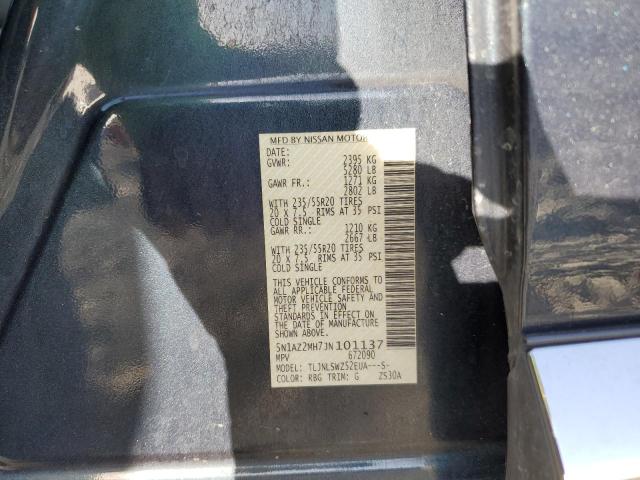 MFD BY NISSAN MOTOR
DATE:
GVWR: 2395 KG
5280 LB
GAWR FR.: 1271 KG
2802 LB
WITH 235/55R20 TIRES
20 X 7.5 RIMS AT 35 PSI
COLD SINGLE
GAWR RR.: 1210 KG
2667 LB
WITH 235/55R20 TIRES
20 X 7.5 RIMS AT 35 PSI
COLD SINGLE
THIS VEHICLE CONFORMS TO
ALL APPLICABLE FEDERAL
MOTOR VEHICLE SAFETY AND
THEFT PREVENTION
STANDARDS IN EFFECT ON
THE DATE OF MANUFACTURE
SHOWN ABOVE.
5N1AZ2MH7JN101137
MPV 672090
MODEL: TLJNLSWZ52EUA---S-
COLOR: RBG TRIM: G ZS30A